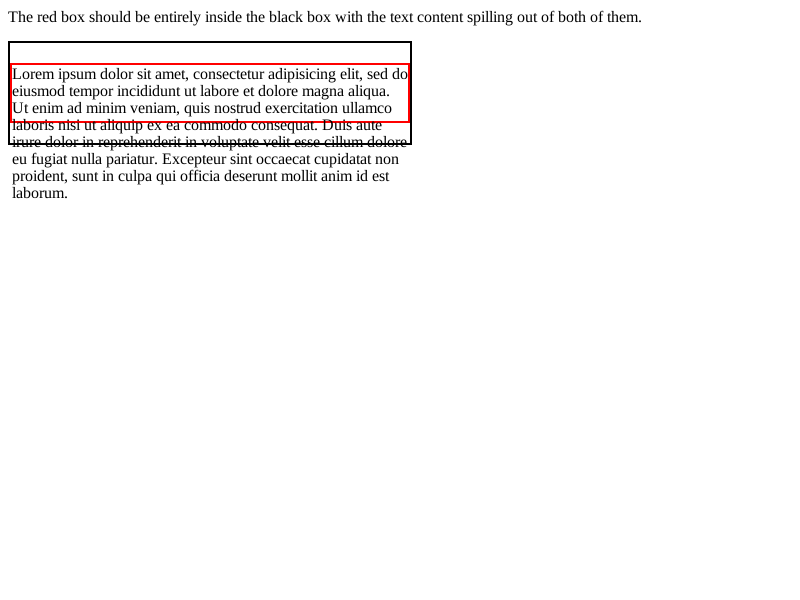 The red box should be entirely inside the black box with the text content spilling out of both of them.
Lorem ipsum dolor sit amet, consectetur adipisicing elit, sed do
eiusmod tempor incididunt ut labore et dolore magna aliqua.
Ut enim ad minim veniam, quis nostrud exercitation ullamco
laboris nisi ut aliquip ex ea commodo consequat. Duis aute
irure dolor in reprehenderit in voluptate velit esse cillum dolore
eu fugiat nulla pariatur. Excepteur sint occaecat cupidatat non
proident, sunt in culpa qui officia deserunt mollit anim id est
laborum.